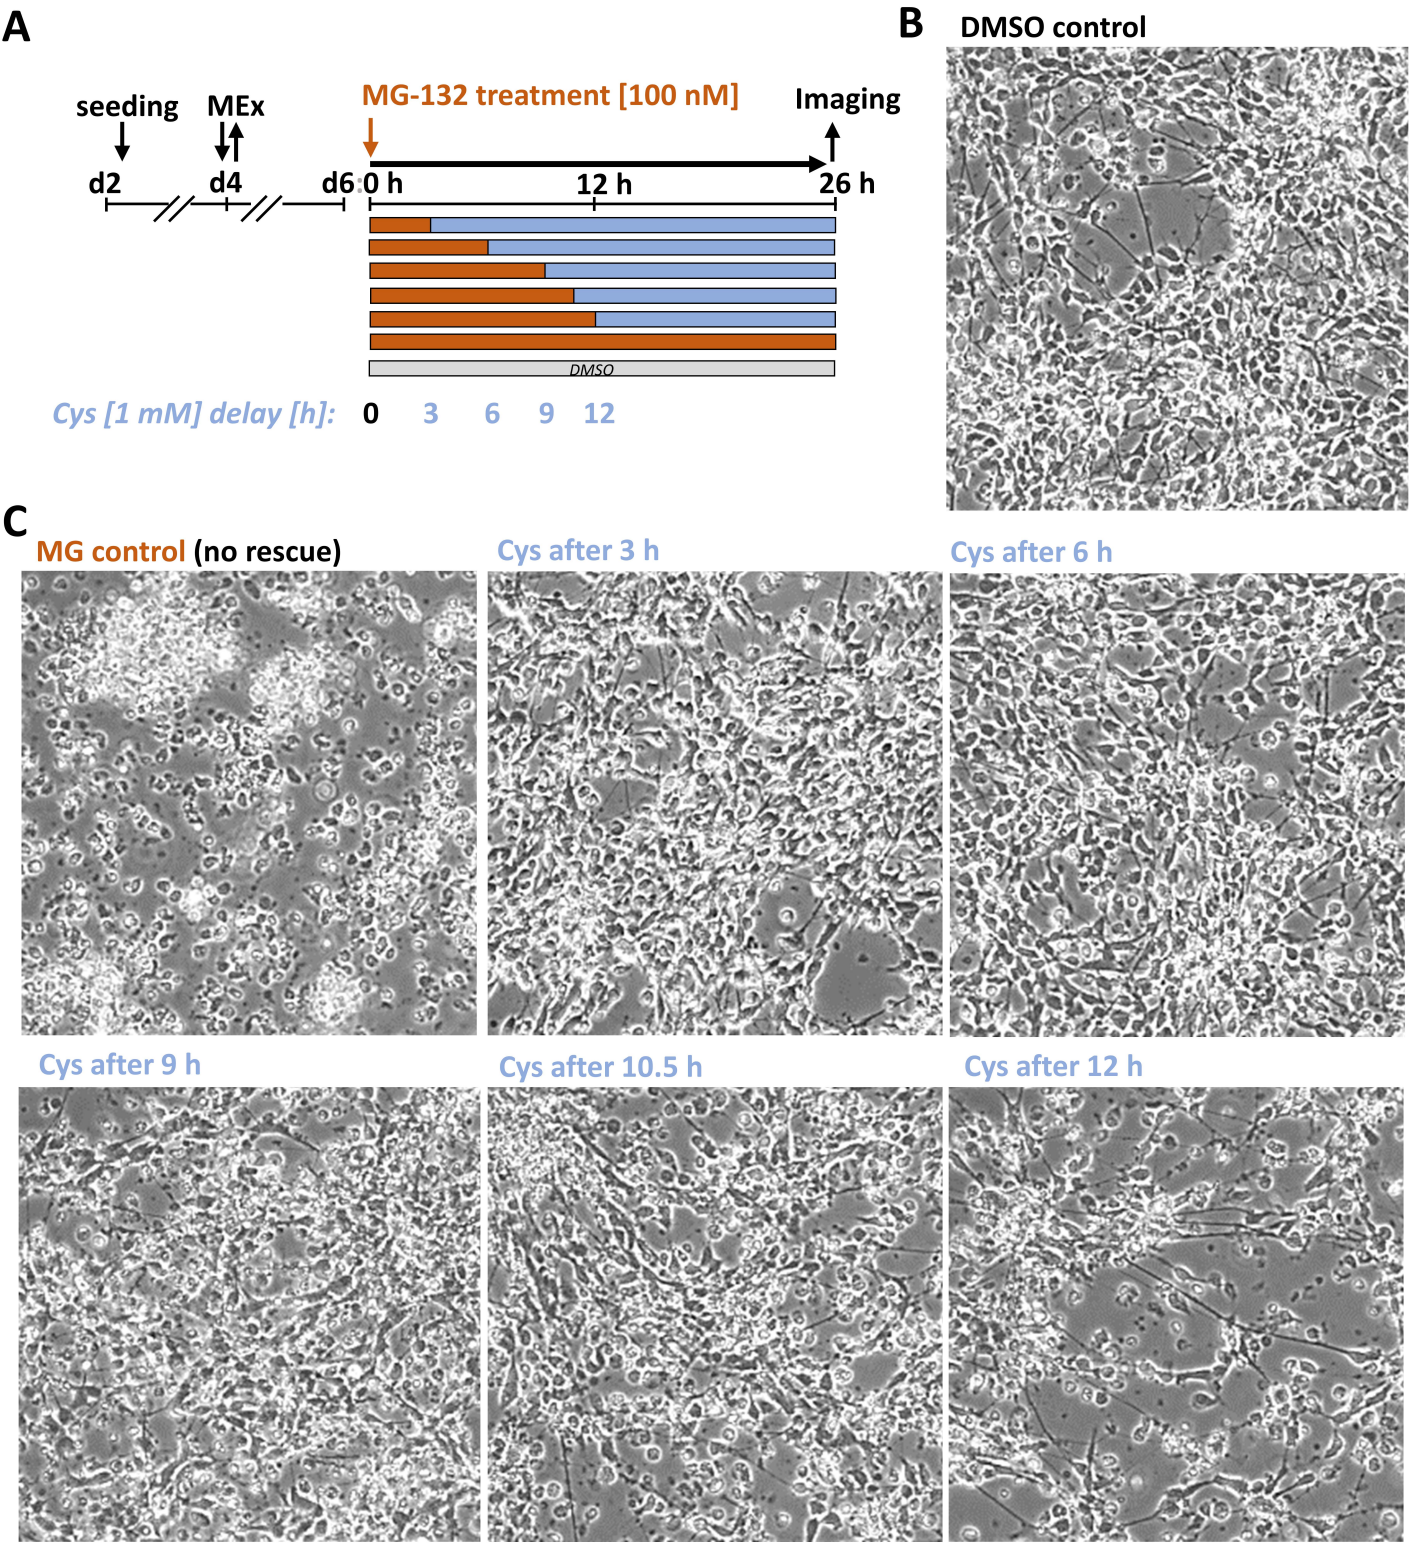 A
seeding
MEx
MG-132 treatment [100 nM]
Imaging
d2
d4
d6:0 h
12 h
26 h
DMSO
Cys [1 mM] delay [h]: 0 3 6 9 12
B
DMSO control
C
MG control (no rescue)
Cys after 3 h
Cys after 6 h
Cys after 9 h
Cys after 10.5 h
Cys after 12 h